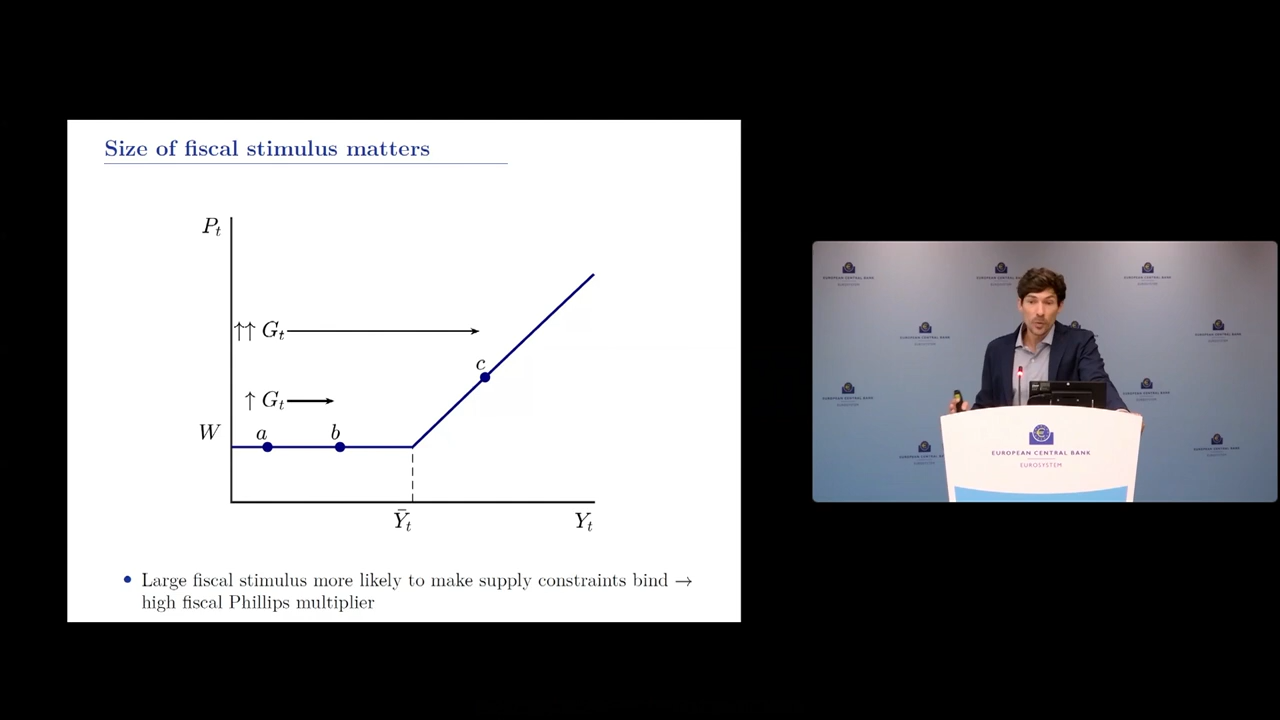 Size of fiscal stimulus matters
P_t
↑↑ G_t
c
↑ G_t
W
a
b
Ȳ_t
Y_t
• Large fiscal stimulus more likely to make supply constraints bind →
high fiscal Phillips multiplier
EUROPEAN CENTRAL BANK
EUROSYSTEM